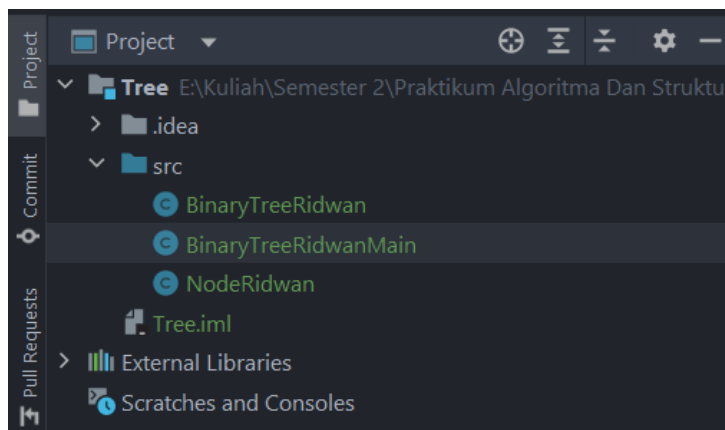 Project
Commit
Pull Requests
Project
Tree E:\Kuliah\Semester 2\Praktikum Algoritma Dan Struktu
.idea
src
C BinaryTreeRidwan
C BinaryTreeRidwanMain
C NodeRidwan
Tree.iml
External Libraries
Scratches and Consoles